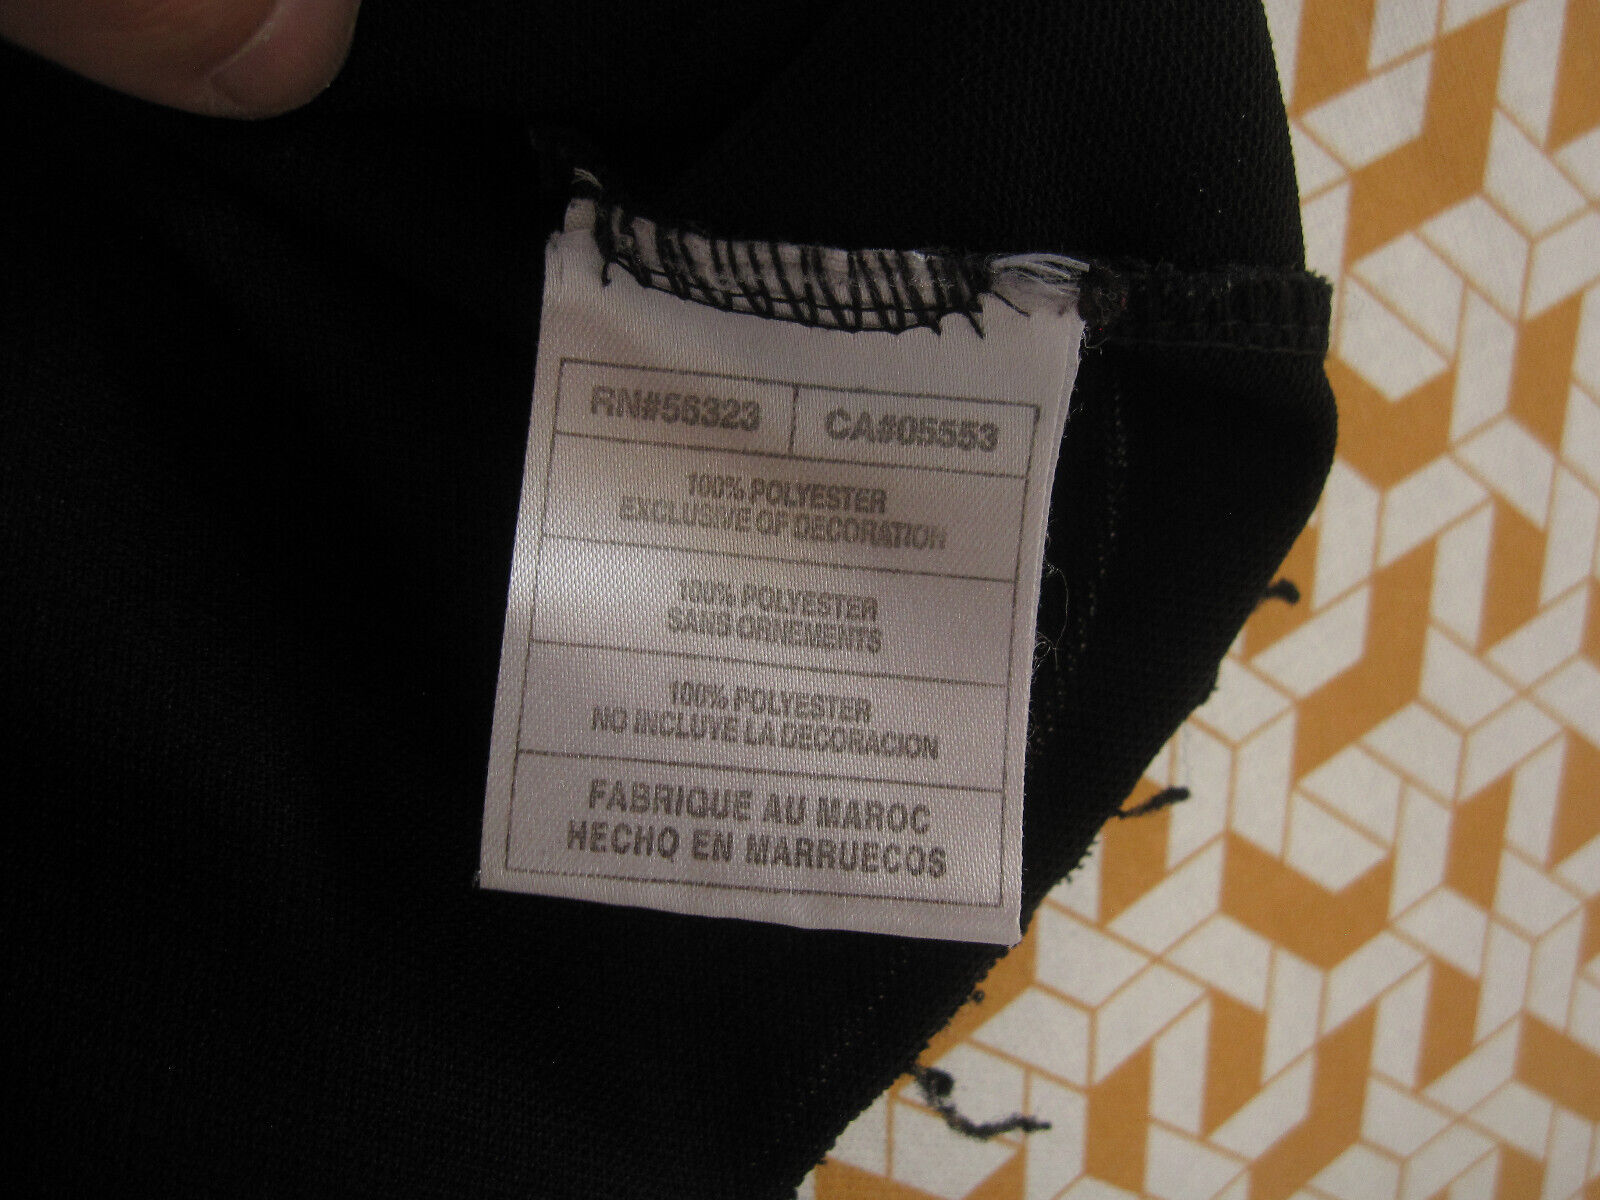 RN#56323 CA#05553
100% POLYESTER
EXCLUSIVE OF DECORATION
100% POLYESTER
SANS ORNEMENTS
100% POLYESTER
NO INCLUYE LA DECORACION
FABRIQUE AU MAROC
HECHO EN MARRUECOS